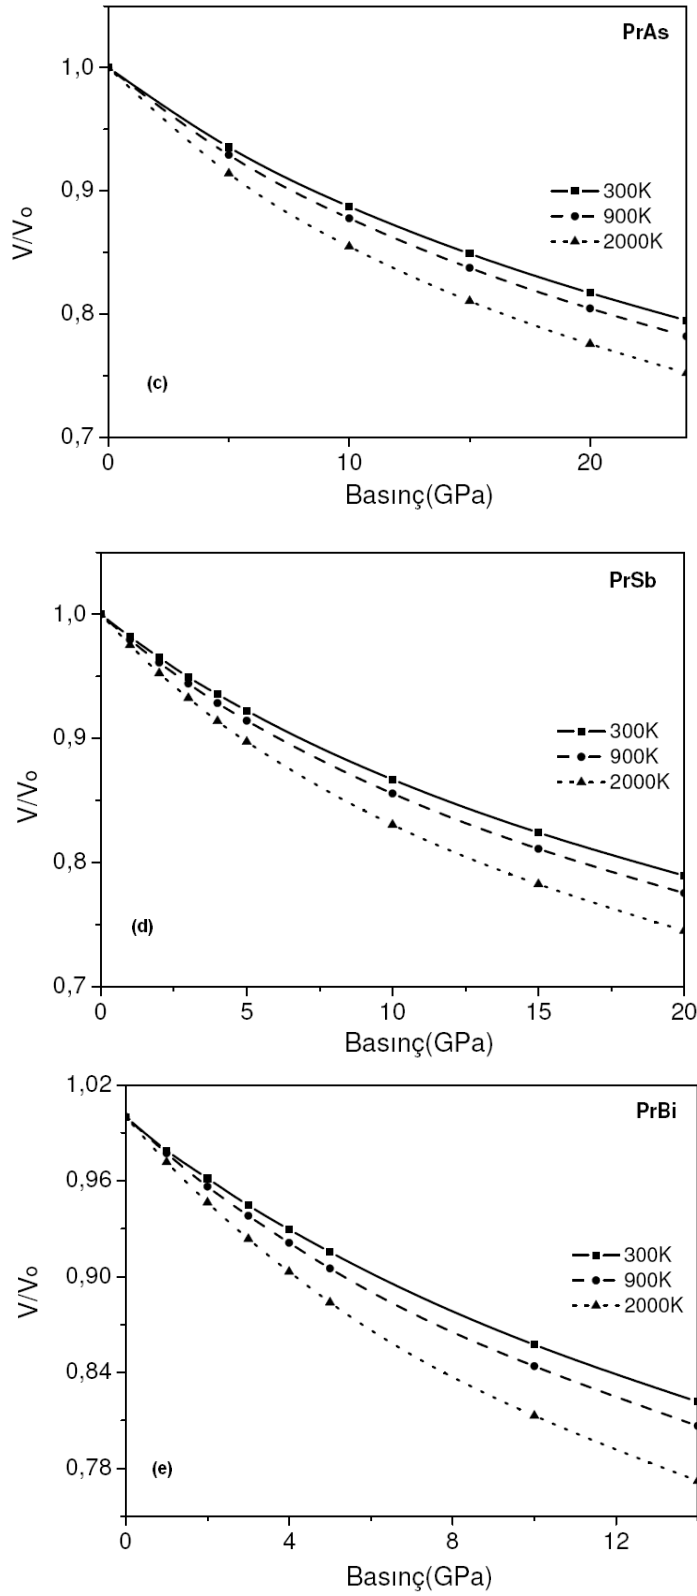 PrAs
1,0
0,9
0,8
0,7
V/Vo
300K
900K
2000K
(c)
0 10 20
Basınç(GPa)
PrSb
1,0
0,9
0,8
0,7
V/Vo
300K
900K
2000K
(d)
0 5 10 15 20
Basınç(GPa)
1,02
PrBi
0,96
0,90
0,84
0,78
V/Vo
300K
900K
2000K
(e)
0 4 8 12
Basınç(GPa)